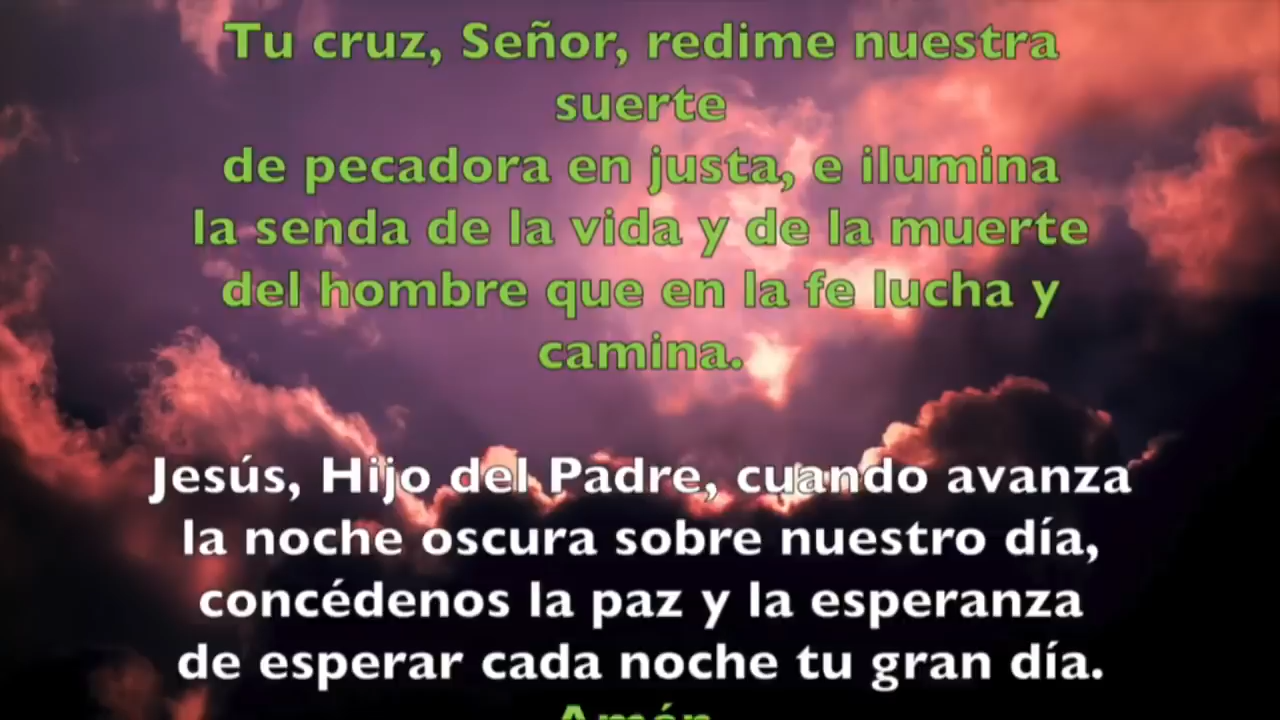 Tu cruz, Señor, redime nuestra
suerte
de pecadora en justa, e ilumina
la senda de la vida y de la muerte
del hombre que en la fe lucha y
camina.
Jesús, Hijo del Padre, cuando avanza
la noche oscura sobre nuestro día,
concédenos la paz y la esperanza
de esperar cada noche tu gran día.
Amén